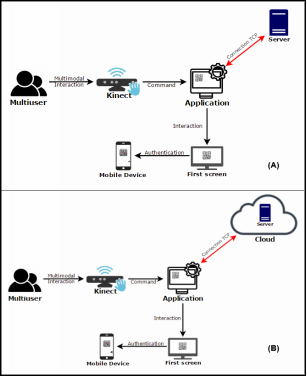 Server
Connection TCP
Multimodal
Interaction
Command
Multiuser
Kinect
Application
Interaction
Authentication
Mobile Device
First screen
(A)
Server
Cloud
Connection TCP
Multimodal
Interaction
Command
Multiuser
Kinect
Application
Interaction
Authentication
Mobile Device
First screen
(B)